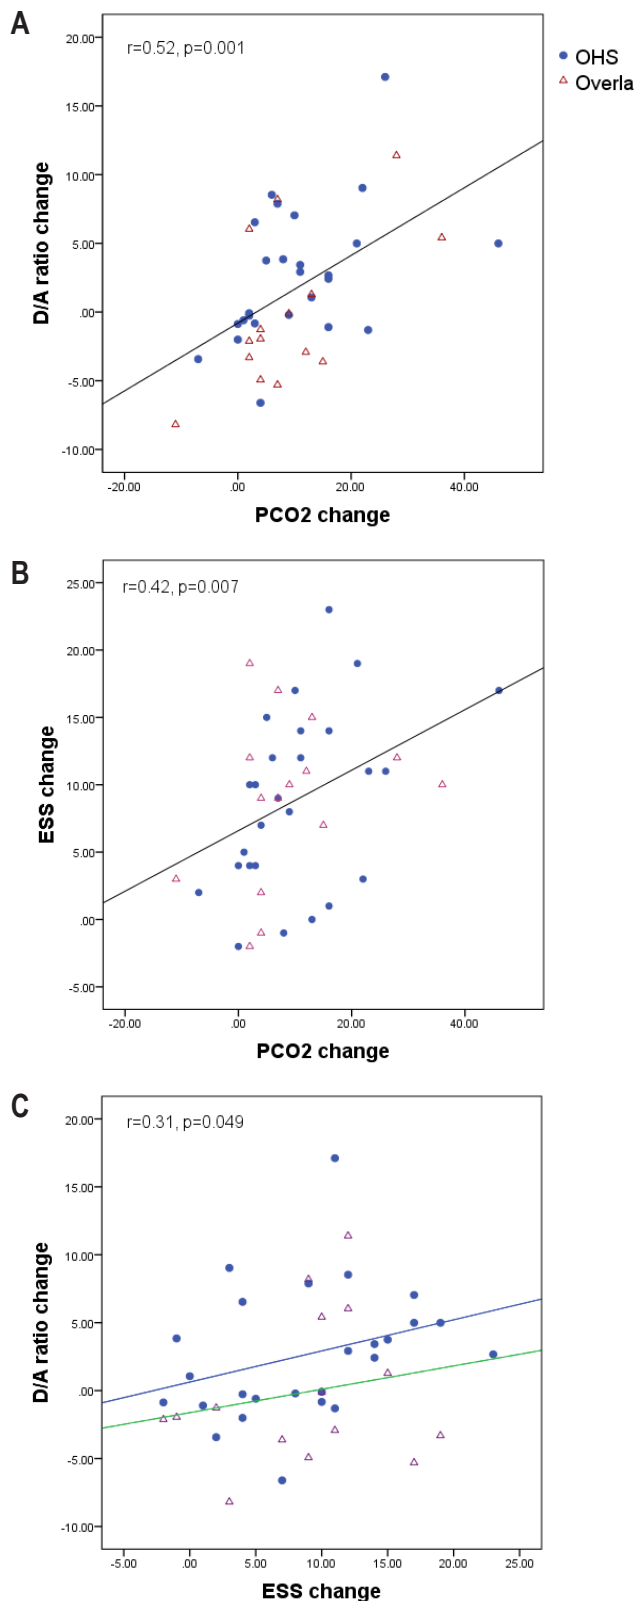 A
r=0.52, p=0.001
OHS
Overla
20.00
15.00
10.00
5.00
.00
-5.00
-10.00
D/A ratio change
-20.00 .00 20.00 40.00
PCO2 change
B
r=0.42, p=0.007
25.00
20.00
15.00
10.00
5.00
.00
-5.00
ESS change
-20.00 .00 20.00 40.00
PCO2 change
C
r=0.31, p=0.049
20.00
15.00
10.00
5.00
.00
-5.00
-10.00
D/A ratio change
-5.00 .00 5.00 10.00 15.00 20.00 25.00
ESS change